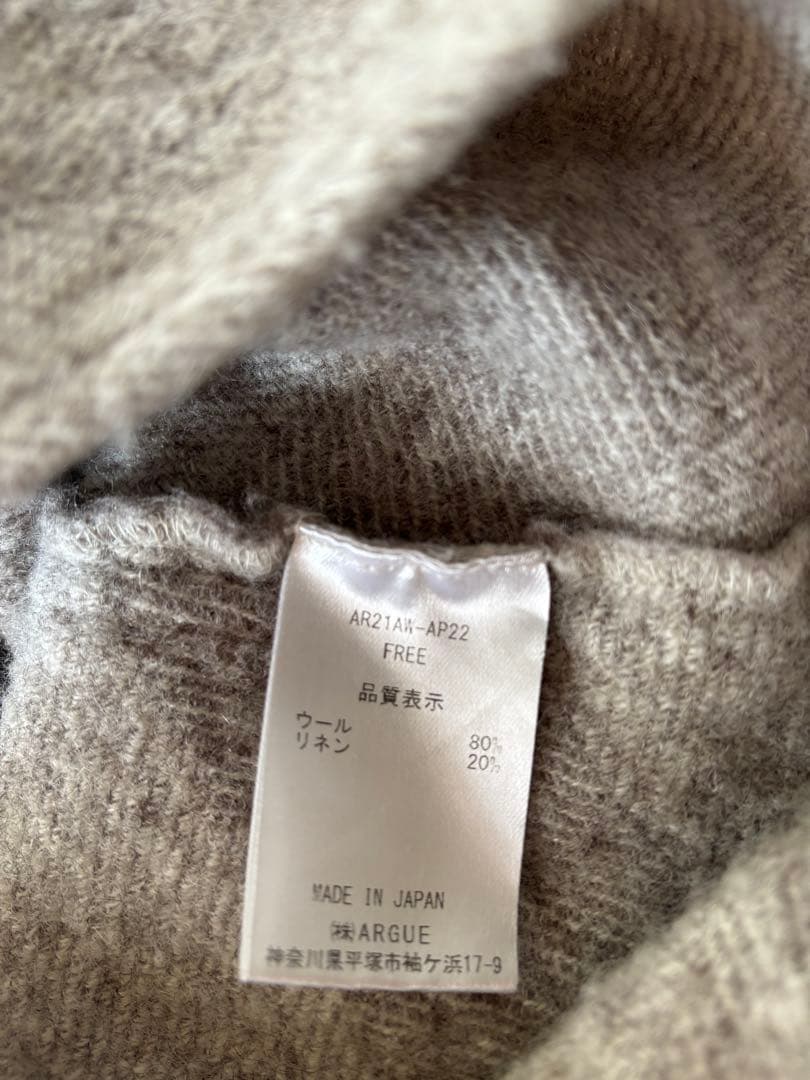 AR21AW-AP22
FREE
品質表示
ウール 80%
リネン 20%
MADE IN JAPAN
㈱ARGUE
神奈川県平塚市袖ケ浜17-9